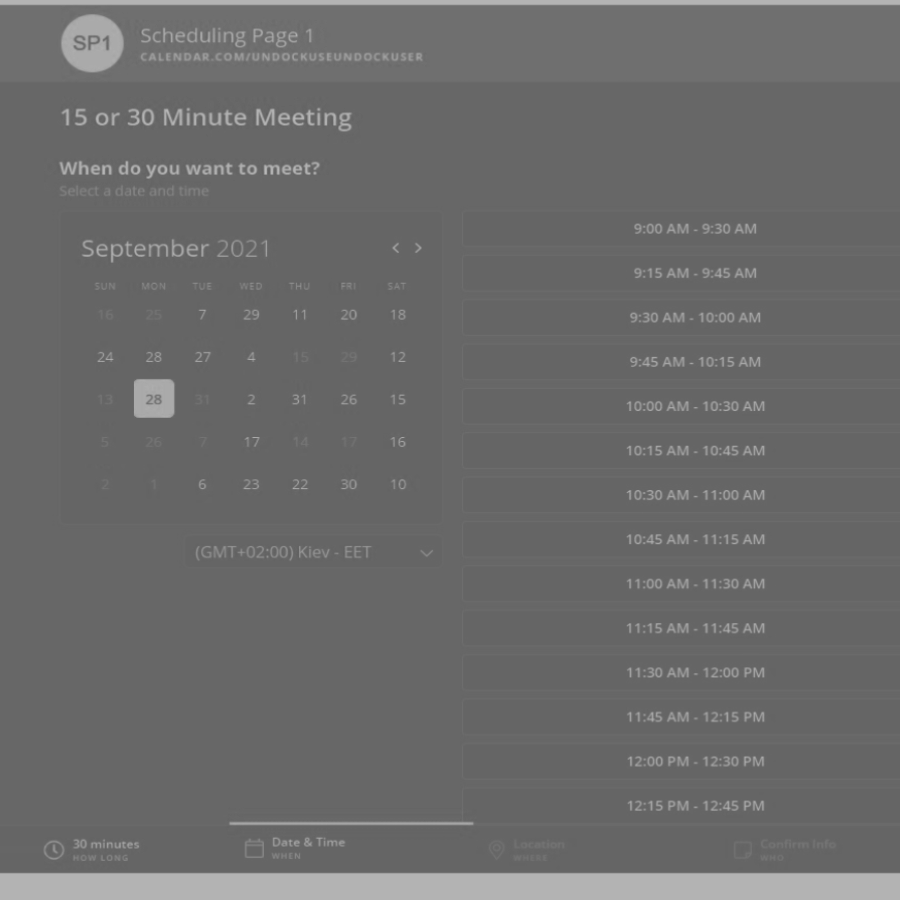 SP1
Scheduling Page 1
CALENDAR.COM/UNDOCKUSEUNDOCKUSER
15 or 30 Minute Meeting
When do you want to meet?
Select a date and time
September 2021
< >
SUN MON TUE WED THU FRI SAT
16 25 7 29 11 20 18
24 28 27 4 15 29 12
13 28 31 2 31 26 15
5 26 7 17 14 17 16
2 1 6 23 22 30 10
(GMT+02:00) Kiev - EET
9:00 AM - 9:30 AM
9:15 AM - 9:45 AM
9:30 AM - 10:00 AM
9:45 AM - 10:15 AM
10:00 AM - 10:30 AM
10:15 AM - 10:45 AM
10:30 AM - 11:00 AM
10:45 AM - 11:15 AM
11:00 AM - 11:30 AM
11:15 AM - 11:45 AM
11:30 AM - 12:00 PM
11:45 AM - 12:15 PM
12:00 PM - 12:30 PM
12:15 PM - 12:45 PM
30 minutes
HOW LONG
Date & Time
WHEN
Location
WHERE
Confirm Info
WHO